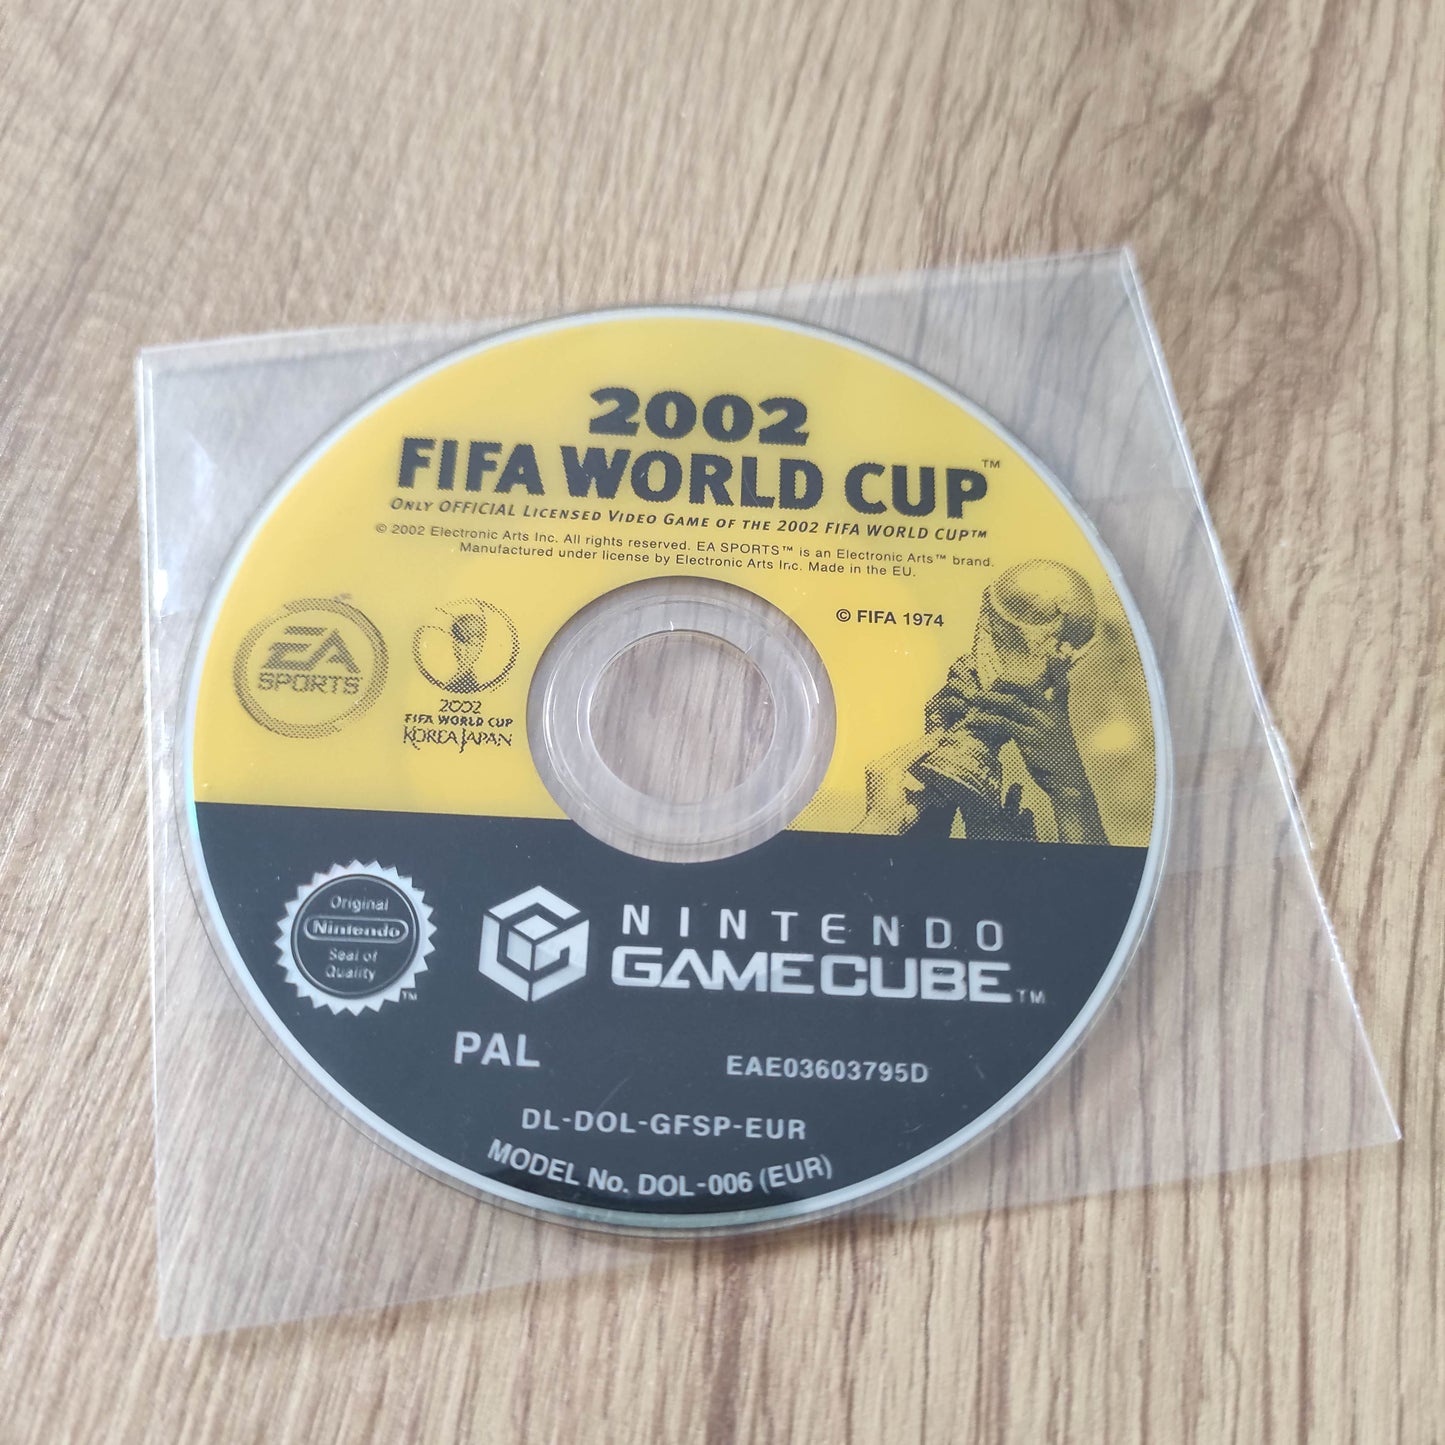 2002
FIFA WORLD CUP™
ONLY OFFICIAL LICENSED VIDEO GAME OF THE 2002 FIFA WORLD CUP™
© 2002 Electronic Arts Inc. All rights reserved. EA SPORTS™ is an Electronic Arts™ brand.
Manufactured under license by Electronic Arts Inc. Made in the EU.
© FIFA 1974
EA
SPORTS™
2002
FIFA WORLD CUP
KOREA JAPAN
Original
Nintendo
Seal of
Quality
™
NINTENDO
GAMECUBE™
PAL
EAE03603795D
DL-DOL-GFSP-EUR
MODEL No. DOL-006 (EUR)